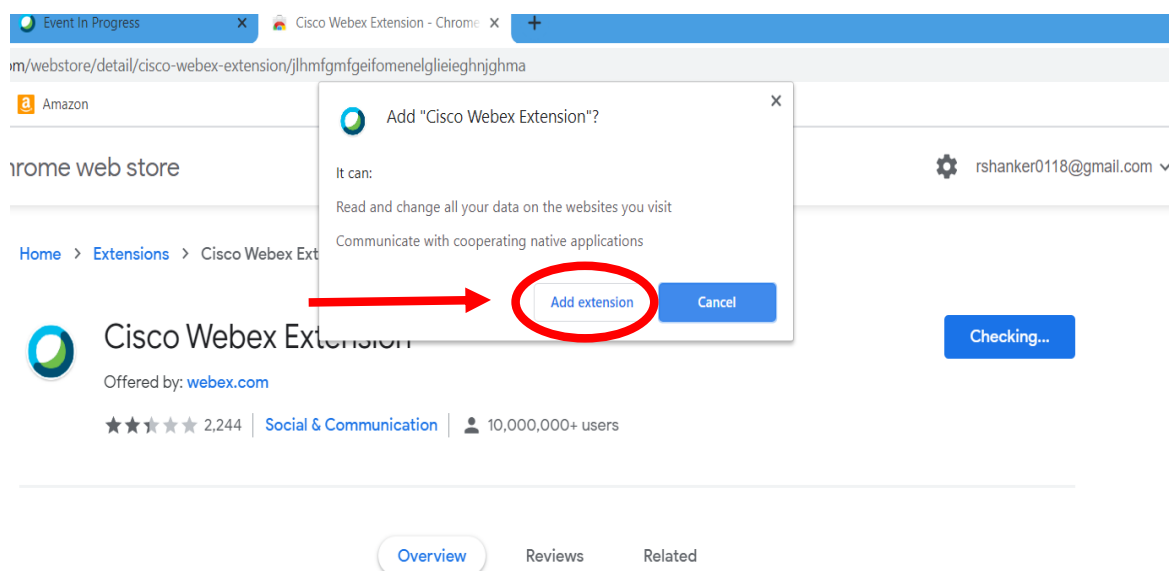 Event In Progress
Cisco Webex Extension - Chrome
m/webstore/detail/cisco-webex-extension/jlhmfgmfgeifomenelglieieghnjghma
Amazon
Add "Cisco Webex Extension"?
hrome web store
rshanker0118@gmail.com
It can:
Read and change all your data on the websites you visit
Communicate with cooperating native applications
Home > Extensions > Cisco Webex Ext
Add extension
Cancel
Cisco Webex Extension
Checking...
Offered by: webex.com
2,244 | Social & Communication | 10,000,000+ users
Overview
Reviews
Related